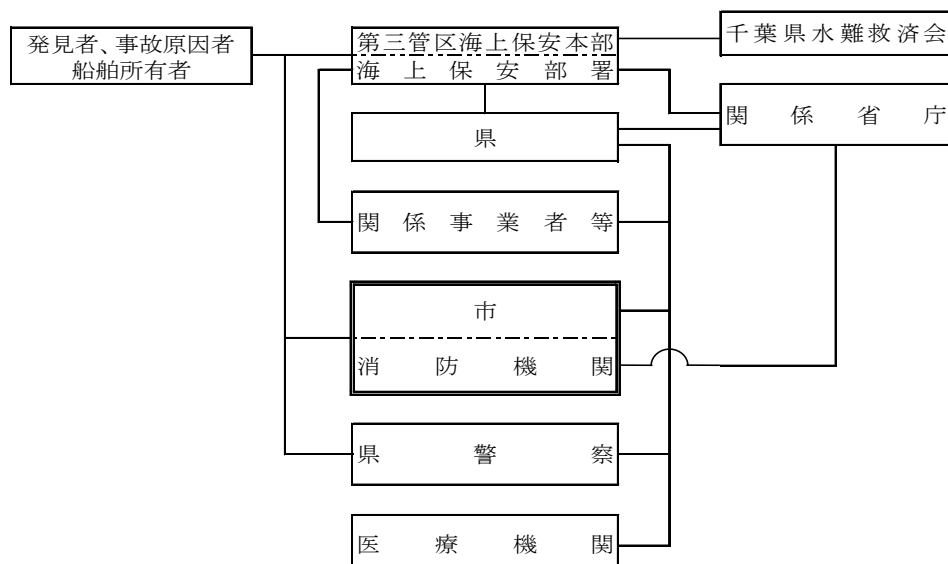 発見者、事故原因者
船舶所有者
第三管区海上保安本部
海上保安部署
千葉県水難救済会
関係省庁
県
関係事業者等
市
消防機関
県警察
医療機関